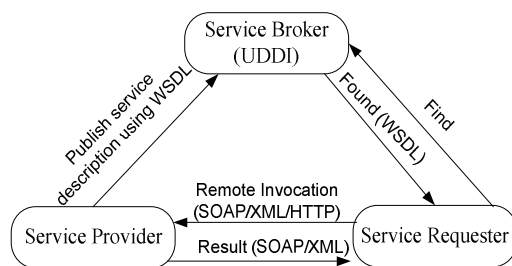 Service Broker
(UDDI)
Publish service
description using WSDL
Found (WSDL)
Find
Remote Invocation
(SOAP/XML/HTTP)
Service Provider
Result (SOAP/XML)
Service Requester